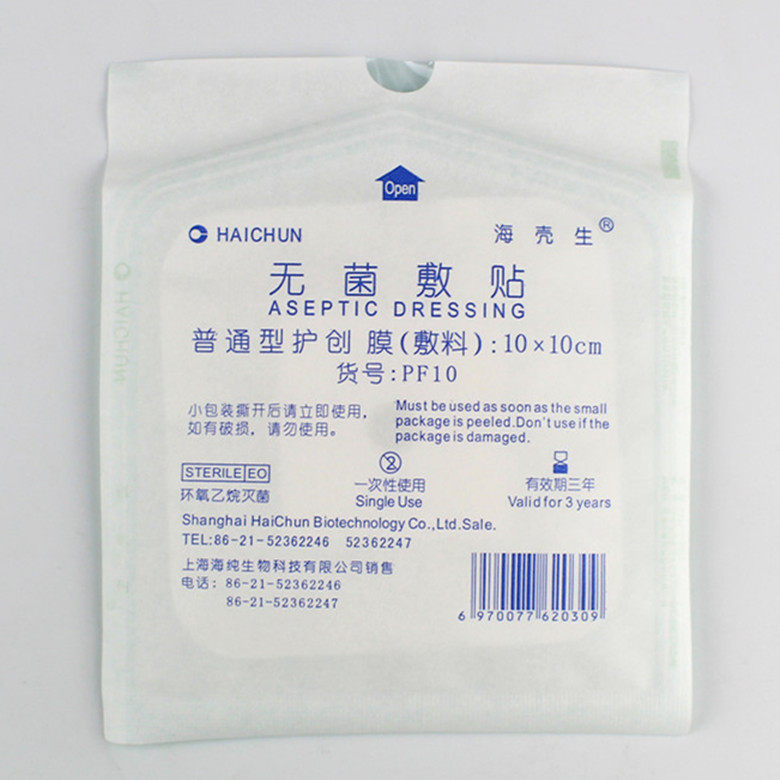 Open
HAICHUN 海壳生®
无菌敷贴
ASEPTIC DRESSING
普通型护创膜(敷料):10×10cm
货号:PF10
小包装撕开后请立即使用,
如有破损,请勿使用。
Must be used as soon as the small
package is peeled.Don't use if the
package is damaged.
STERILE EO
环氧乙烷灭菌
2
一次性使用
Single Use
有效期三年
Valid for 3 years
Shanghai HaiChun Biotechnology Co.,Ltd.Sale.
TEL:86-21-52362246 52362247
上海海纯生物科技有限公司销售
电话:86-21-52362246
86-21-52362247
6 970077 620309
HAICHUN